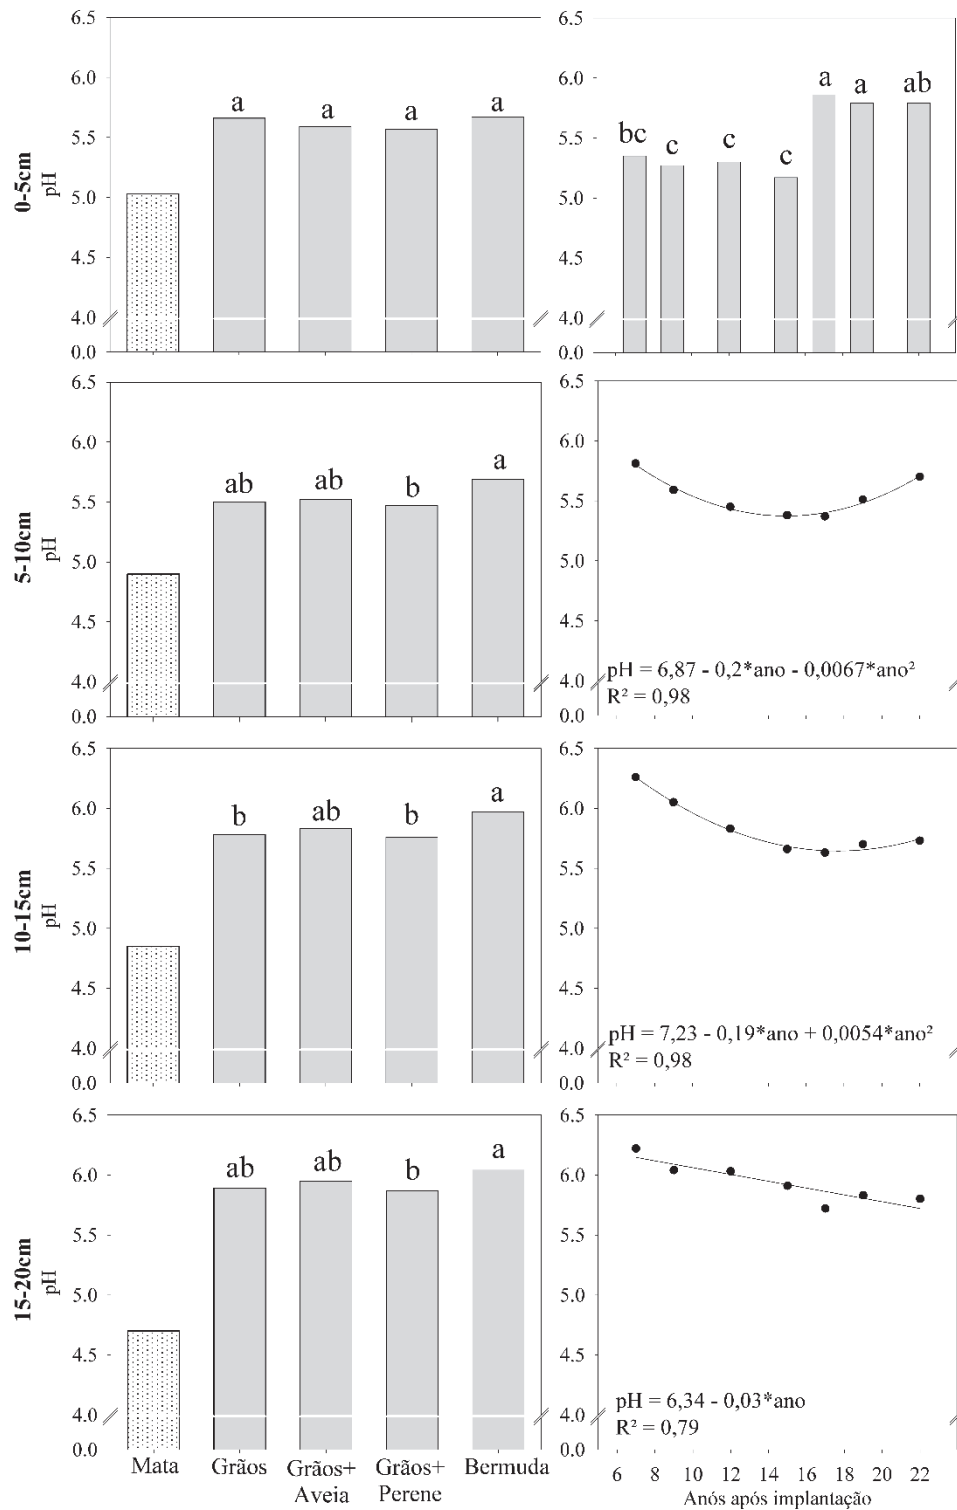 0-5cm
pH
6.5
6.0
5.5
5.0
4.5
4.0
0.0
a
a
a
a
6.5
6.0
5.5
5.0
4.5
4.0
0.0
bc
c
c
c
a
a
ab
5-10cm
pH
6.5
6.0
5.5
5.0
4.5
4.0
0.0
ab
ab
b
a
6.5
6.0
5.5
5.0
4.5
4.0
0.0
pH = 6,87 - 0,2*ano - 0,0067*ano²
R² = 0,98
10-15cm
pH
6.5
6.0
5.5
5.0
4.5
4.0
0.0
b
ab
b
a
6.5
6.0
5.5
5.0
4.5
4.0
0.0
pH = 7,23 - 0,19*ano + 0,0054*ano²
R² = 0,98
15-20cm
pH
6.5
6.0
5.5
5.0
4.5
4.0
0.0
ab
ab
b
a
Mata
Grãos
Grãos+
Aveia
Grãos+
Perene
Bermuda
6.5
6.0
5.5
5.0
4.5
4.0
0.0
pH = 6,34 - 0,03*ano
R² = 0,79
6 8 10 12 14 16 18 20 22
Anós após implantação